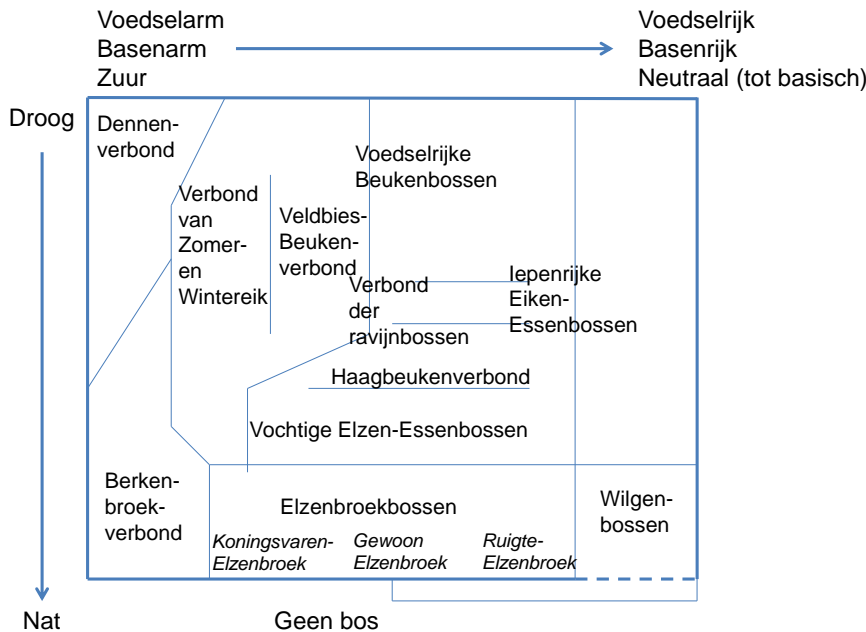 Voedselarm
Basenarm
Zuur
Voedselrijk
Basenrijk
Neutraal (tot basisch)
Droog
Dennen-
verbond
Voedselrijke
Beukenbossen
Verbond
van
Zomer-
en
Wintereik
Veldbies-
Beuken-
verbond
Verbond
der
ravijnbossen
Iepenrijke
Eiken-
Essenbossen
Haagbeukenverbond
Vochtige Elzen-Essenbossen
Berken-
broek-
verbond
Elzenbroekbossen
Wilgen-
bossen
Koningsvaren-
Elzenbroek
Gewoon
Elzenbroek
Ruigte-
Elzenbroek
Nat
Geen bos